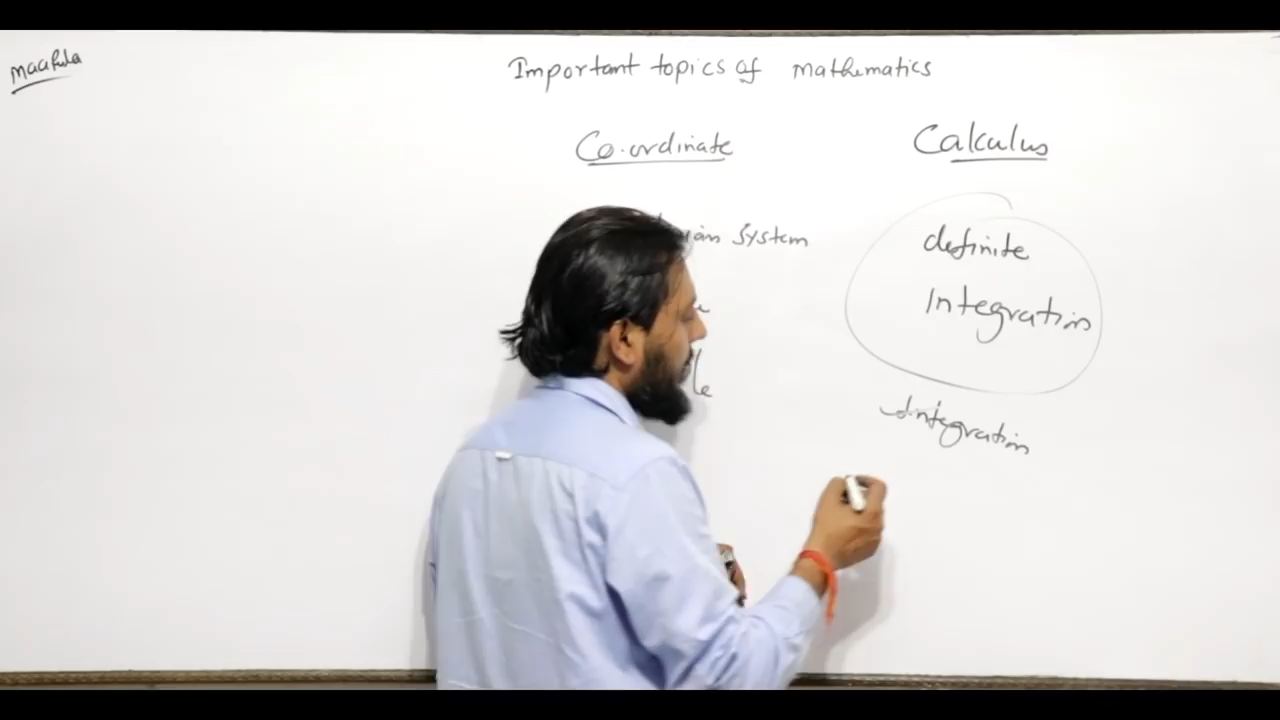 Maafula
Important topics of mathematics
Co-ordinate
Calculus
System
definite
Integration
Integration